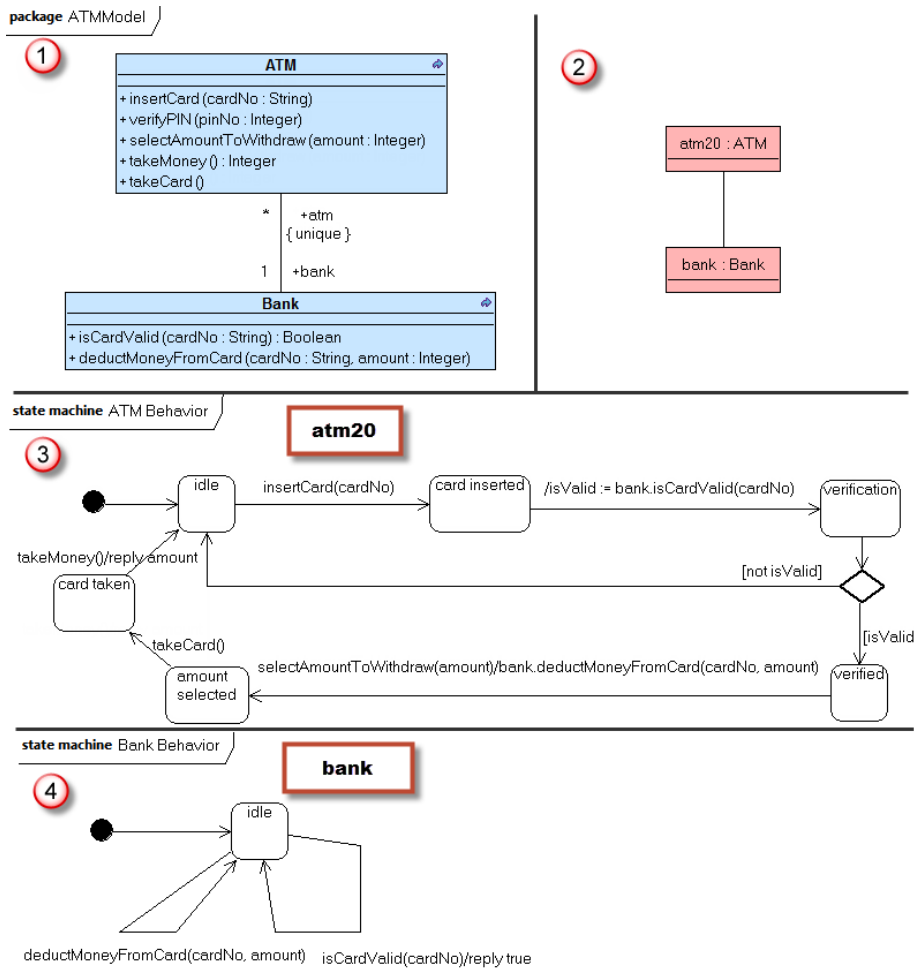 package ATMModel
1
2
ATM
+insertCard (cardNo : String)
+verifyPIN (pinNo : Integer)
+selectAmountToWithdraw (amount : Integer)
+takeMoney () : Integer
+takeCard ()
* +atm
{ unique }
1 +bank
Bank
+isCardValid (cardNo : String) : Boolean
+deductMoneyFromCard (cardNo : String, amount : Integer)
atm20 : ATM
bank : Bank
state machine ATM Behavior
atm20
3
idle
insertCard(cardNo)
card inserted
/isValid := bank.isCardValid(cardNo)
verification
takeMoney()/reply amount
[not isValid]
card taken
[isValid
takeCard()
selectAmountToWithdraw(amount)/bank.deductMoneyFromCard(cardNo, amount)
amount
selected
verified
state machine Bank Behavior
bank
4
idle
deductMoneyFromCard(cardNo, amount)
isCardValid(cardNo)/reply true